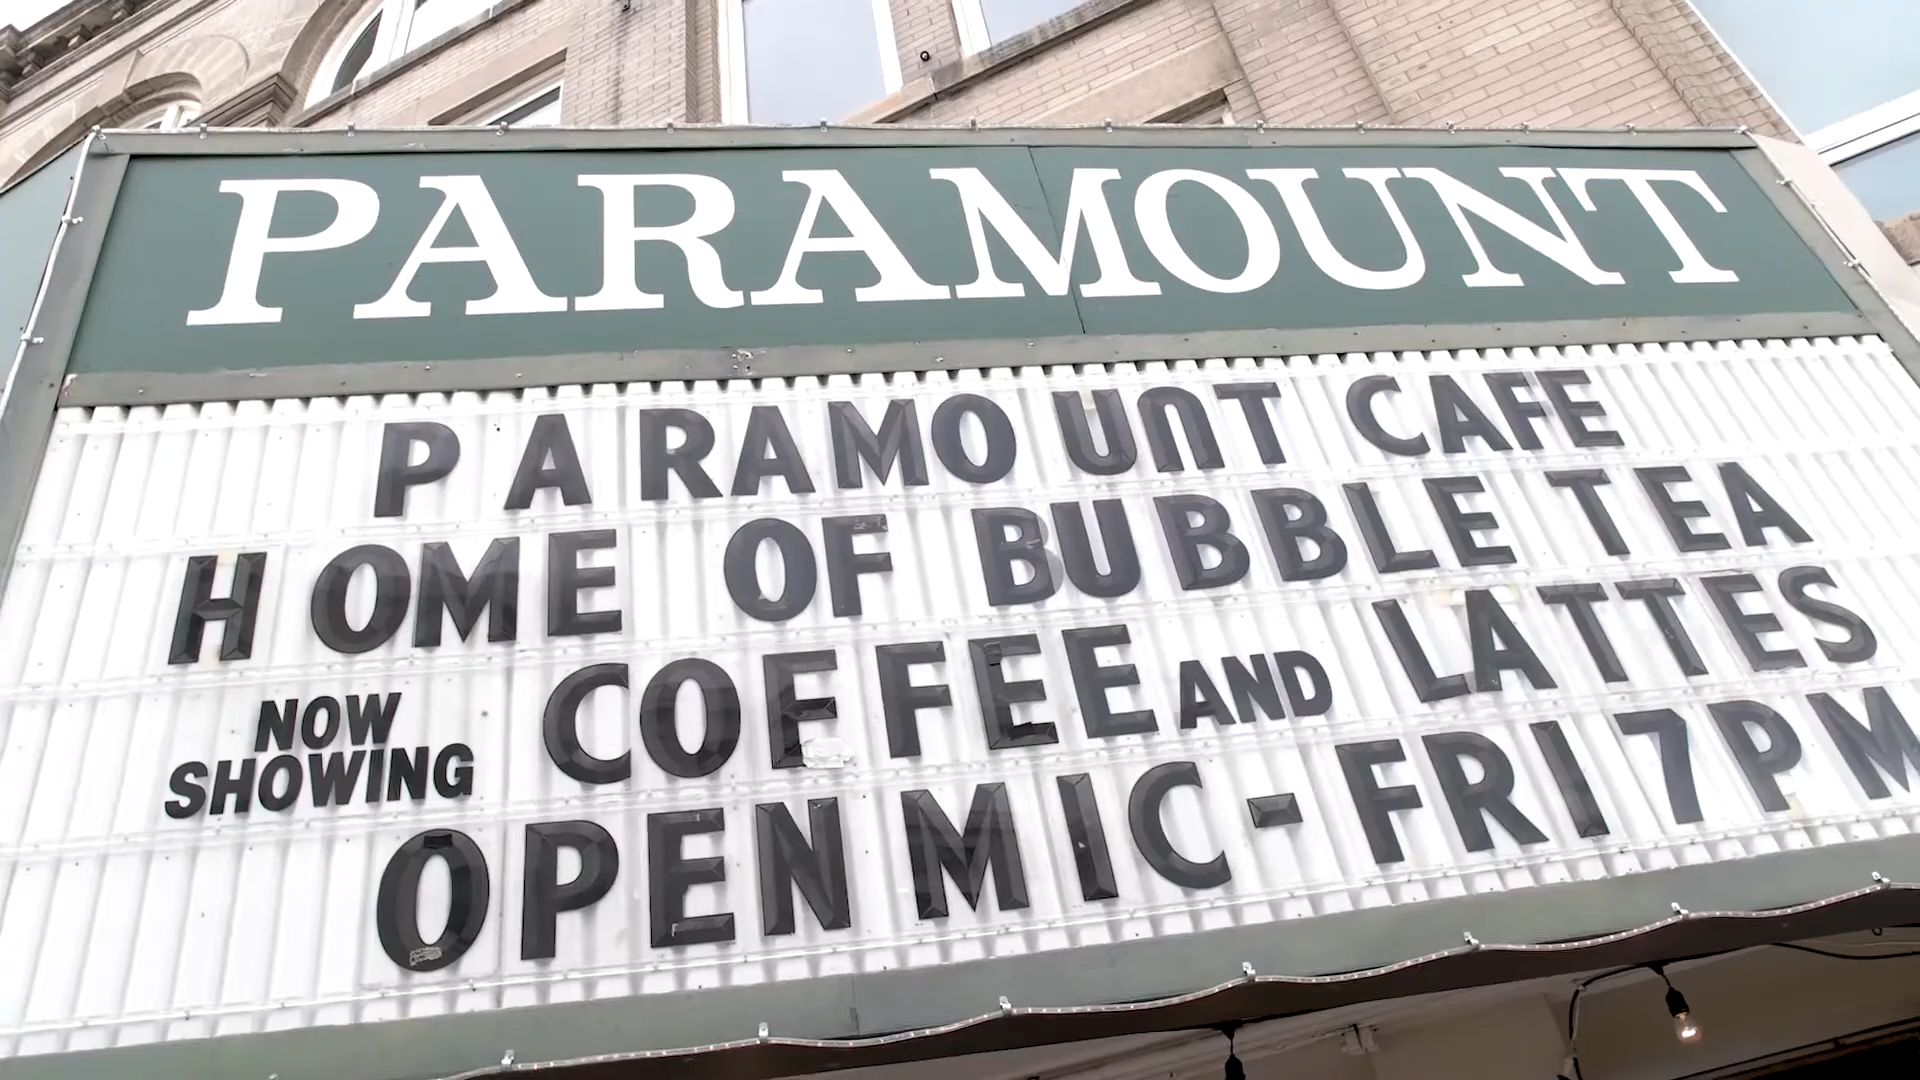 PARAMOUNT
PARAMOUNT CAFE
HOME OF BUBBLE TEA
NOW SHOWING COFFEE AND LATTES
OPEN MIC - FRI 7PM